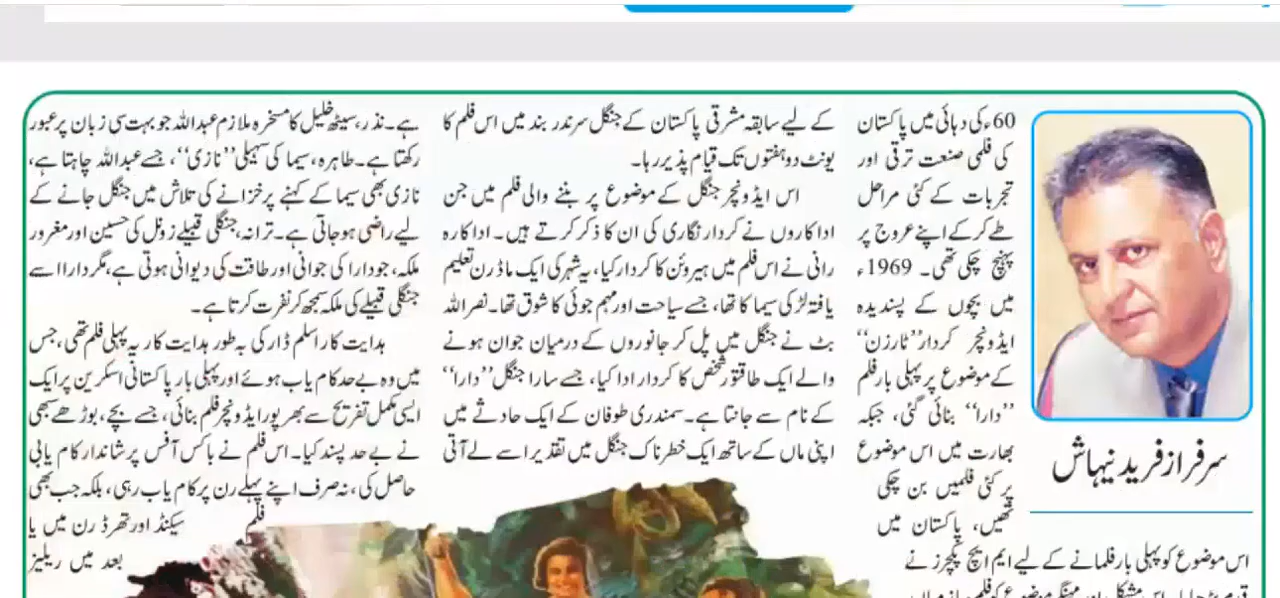 سرفراز فرید نیہاش
60ء کی دہائی میں پاکستان
کی فلمی صنعت ترقی اور
تجربات کے کئی مراحل
طے کرکے اپنے عروج پر
پہنچ چکی تھی۔ 1969ء
میں بچوں کے پسندیدہ
ایڈونچر کردار ’’ٹارزن‘‘
کے موضوع پر پہلی بار فلم
’’دارا‘‘ بنائی گئی، جبکہ
بھارت میں اس موضوع
پر کئی فلمیں بن چکی
تھیں، پاکستان میں
اس موضوع کو پہلی بار فلمانے کے لیے ایم ایچ پکچرز نے
کے لیے سابقہ مشرقی پاکستان کے جنگل سرندر بند میں اس فلم کا
یونٹ دو ہفتوں تک قیام پذیر رہا۔
اس ایڈونچر جنگل کے موضوع پر بننے والی فلم میں جن
اداکاروں نے کردار نگاری کی ان کا ذکر کرتے ہیں۔ اداکارہ
رانی نے اس فلم میں ہیروئن کا کردار کیا، یہ شہر کی ایک ماڈرن تعلیم
یافتہ لڑکی سیما کا تھا، جسے سیاحت اور مہم جوئی کا شوق تھا۔ نصر اللہ
بٹ نے جنگل میں پل کر جانوروں کے درمیان جوان ہونے
والے ایک طاقتور شخص کا کردار ادا کیا، جسے سارا جنگل ’’دارا‘‘
کے نام سے جانتا ہے۔ سمندری طوفان کے ایک حادثے میں
اپنی ماں کے ساتھ ایک خطرناک جنگل میں تقدیر اسے لے آتی
ہے۔ نذر، سیٹھ خلیل کا مسخرہ ملازم عبداللہ جو بہت سی زبان پر عبور
رکھتا ہے۔ طاہرہ، سیما کی سہیلی ’’نازی‘‘، جسے عبداللہ چاہتا ہے،
نازی بھی سیما کے کہنے پر خزانے کی تلاش میں جنگل جانے کے
لیے راضی ہوجاتی ہے۔ ترانہ، جنگلی قبیلے زونل کی حسین اور مغرور
ملکہ، جو دارا کی جوانی اور طاقت کی دیوانی ہوتی ہے، مگر دارا اسے
جنگلی قبیلے کی ملکہ سمجھ کر نفرت کرتا ہے۔
ہدایت کار اسلم ڈار کی بہ طور ہدایت کار یہ پہلی فلم تھی، جس
میں وہ بے حد کام یاب ہوئے اور پہلی بار پاکستانی اسکرین پر ایک
ایسی مکمل تفریح سے بھرپور ایڈونچر فلم بنائی، جسے بچے، بوڑھے سبھی
نے بے حد پسند کیا۔ اس فلم نے باکس آفس پر شاندار کام یابی
حاصل کی، نہ صرف اپنے پہلے رن پر کام یاب رہی، بلکہ جب بھی
فلم سیکنڈ اور تھرڈ رن میں یا
بعد میں ریلیز